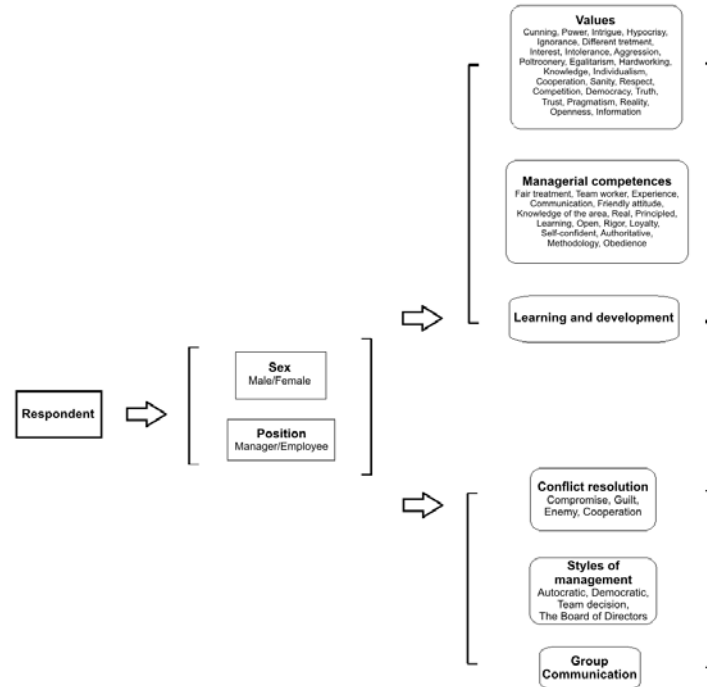 Values
Cunning, Power, Intrigue, Hypocrisy,
Ignorance, Different tretment,
Interest, Intolerance, Aggression,
Poltroonery, Egalitarism, Hardworking,
Knowledge, Individualism,
Cooperation, Sanity, Respect,
Competition, Democracy, Truth,
Trust, Pragmatism, Reality,
Openness, Information
Managerial competences
Fair treatment, Team worker, Experience,
Communication, Friendly attitude,
Knowledge of the area, Real, Principled,
Learning, Open, Rigor, Loyalty,
Self-confident, Authoritative,
Methodology, Obedience
Learning and development
Sex
Male/Female
Respondent
Position
Manager/Employee
Conflict resolution
Compromise, Guilt,
Enemy, Cooperation
Styles of
management
Autocratic, Democratic,
Team decision,
The Board of Directors
Group
Communication